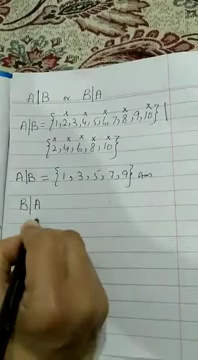 A|B or B|A
A|B = {1,2,3,4,5,6,7,8,9,10} |
{2,4,6,8,10}
A|B = {1,3,5,7,9} Ans
B|A